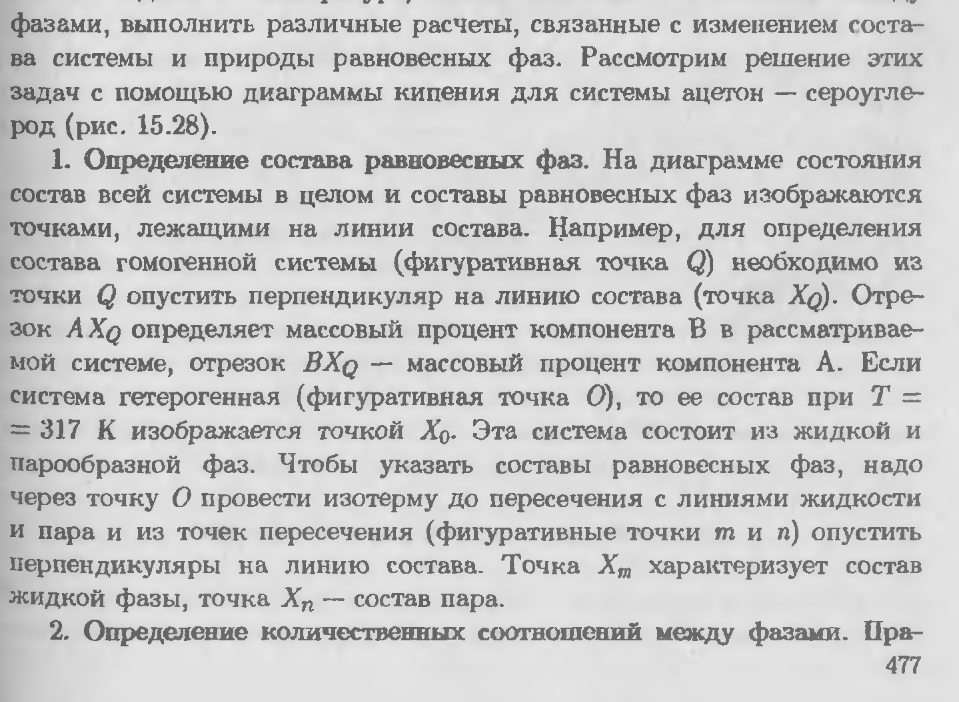 фазами, выполнить различные расчеты, связанные с изменением соста-
ва системы и природы равновесных фаз. Рассмотрим решение этих
задач с помощью диаграммы кипения для системы ацетон — сероугле-
род (рис. 15.28).
1. Определение состава равновесных фаз. На диаграмме состояния
состав всей системы в целом и составы равновесных фаз изображаются
точками, лежащими на линии состава. Например, для определения
состава гомогенной системы (фигуративная точка Q) необходимо из
точки Q опустить перпендикуляр на линию состава (точка X_Q). Отре-
зок AX_Q определяет массовый процент компонента В в рассматривае-
мой системе, отрезок BX_Q — массовый процент компонента А. Если
система гетерогенная (фигуративная точка O), то ее состав при T =
= 317 К изображается точкой X_0. Эта система состоит из жидкой и
парообразной фаз. Чтобы указать составы равновесных фаз, надо
через точку O провести изотерму до пересечения с линиями жидкости
и пара и из точек пересечения (фигуративные точки m и n) опустить
перпендикуляры на линию состава. Точка X_m характеризует состав
жидкой фазы, точка X_n — состав пара.
2. Определение количественных соотношений между фазами. Пра-
477